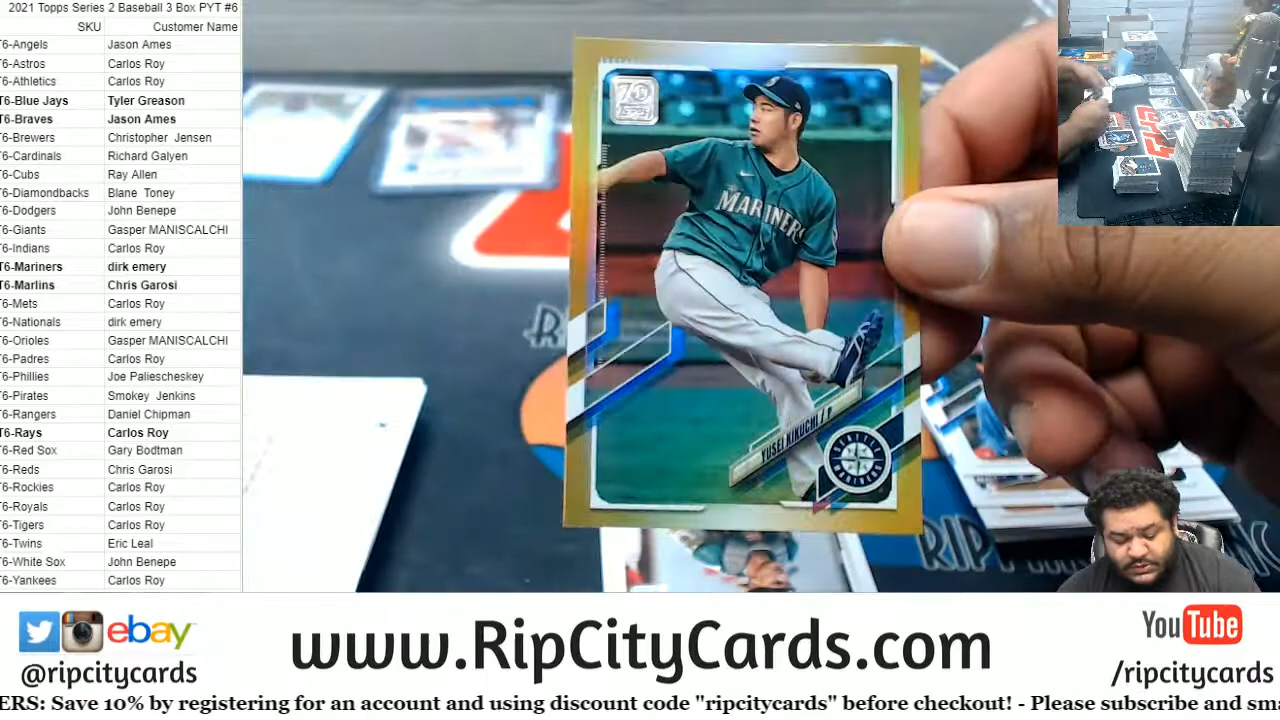 2021 Topps Series 2 Baseball 3 Box PYT #6
SKU Customer Name
T6-Angels Jason Ames
T6-Astros Carlos Roy
T6-Athletics Carlos Roy
T6-Blue Jays Tyler Greason
T6-Braves Jason Ames
T6-Brewers Christopher Jensen
T6-Cardinals Richard Galyen
T6-Cubs Ray Allen
T6-Diamondbacks Blane Toney
T6-Dodgers John Benepe
T6-Giants Gasper MANISCALCHI
T6-Indians Carlos Roy
T6-Mariners dirk emery
T6-Marlins Chris Garosi
T6-Mets Carlos Roy
T6-Nationals dirk emery
T6-Orioles Gasper MANISCALCHI
T6-Padres Carlos Roy
T6-Phillies Joe Paliescheskey
T6-Pirates Smokey Jenkins
T6-Rangers Daniel Chipman
T6-Rays Carlos Roy
T6-Red Sox Gary Bodtman
T6-Reds Chris Garosi
T6-Rockies Carlos Roy
T6-Royals Carlos Roy
T6-Tigers Carlos Roy
T6-Twins Eric Leal
T6-White Sox John Benepe
T6-Yankees Carlos Roy
70
TOPPS
MARINERS
YUSEI KIKUCHI / P
SEATTLE
MARINERS
RIP
ebay
@ripcitycards
www.RipCityCards.com
YouTube
/ripcitycards
ERS: Save 10% by registering for an account and using discount code "ripcitycards" before checkout! - Please subscribe and sma